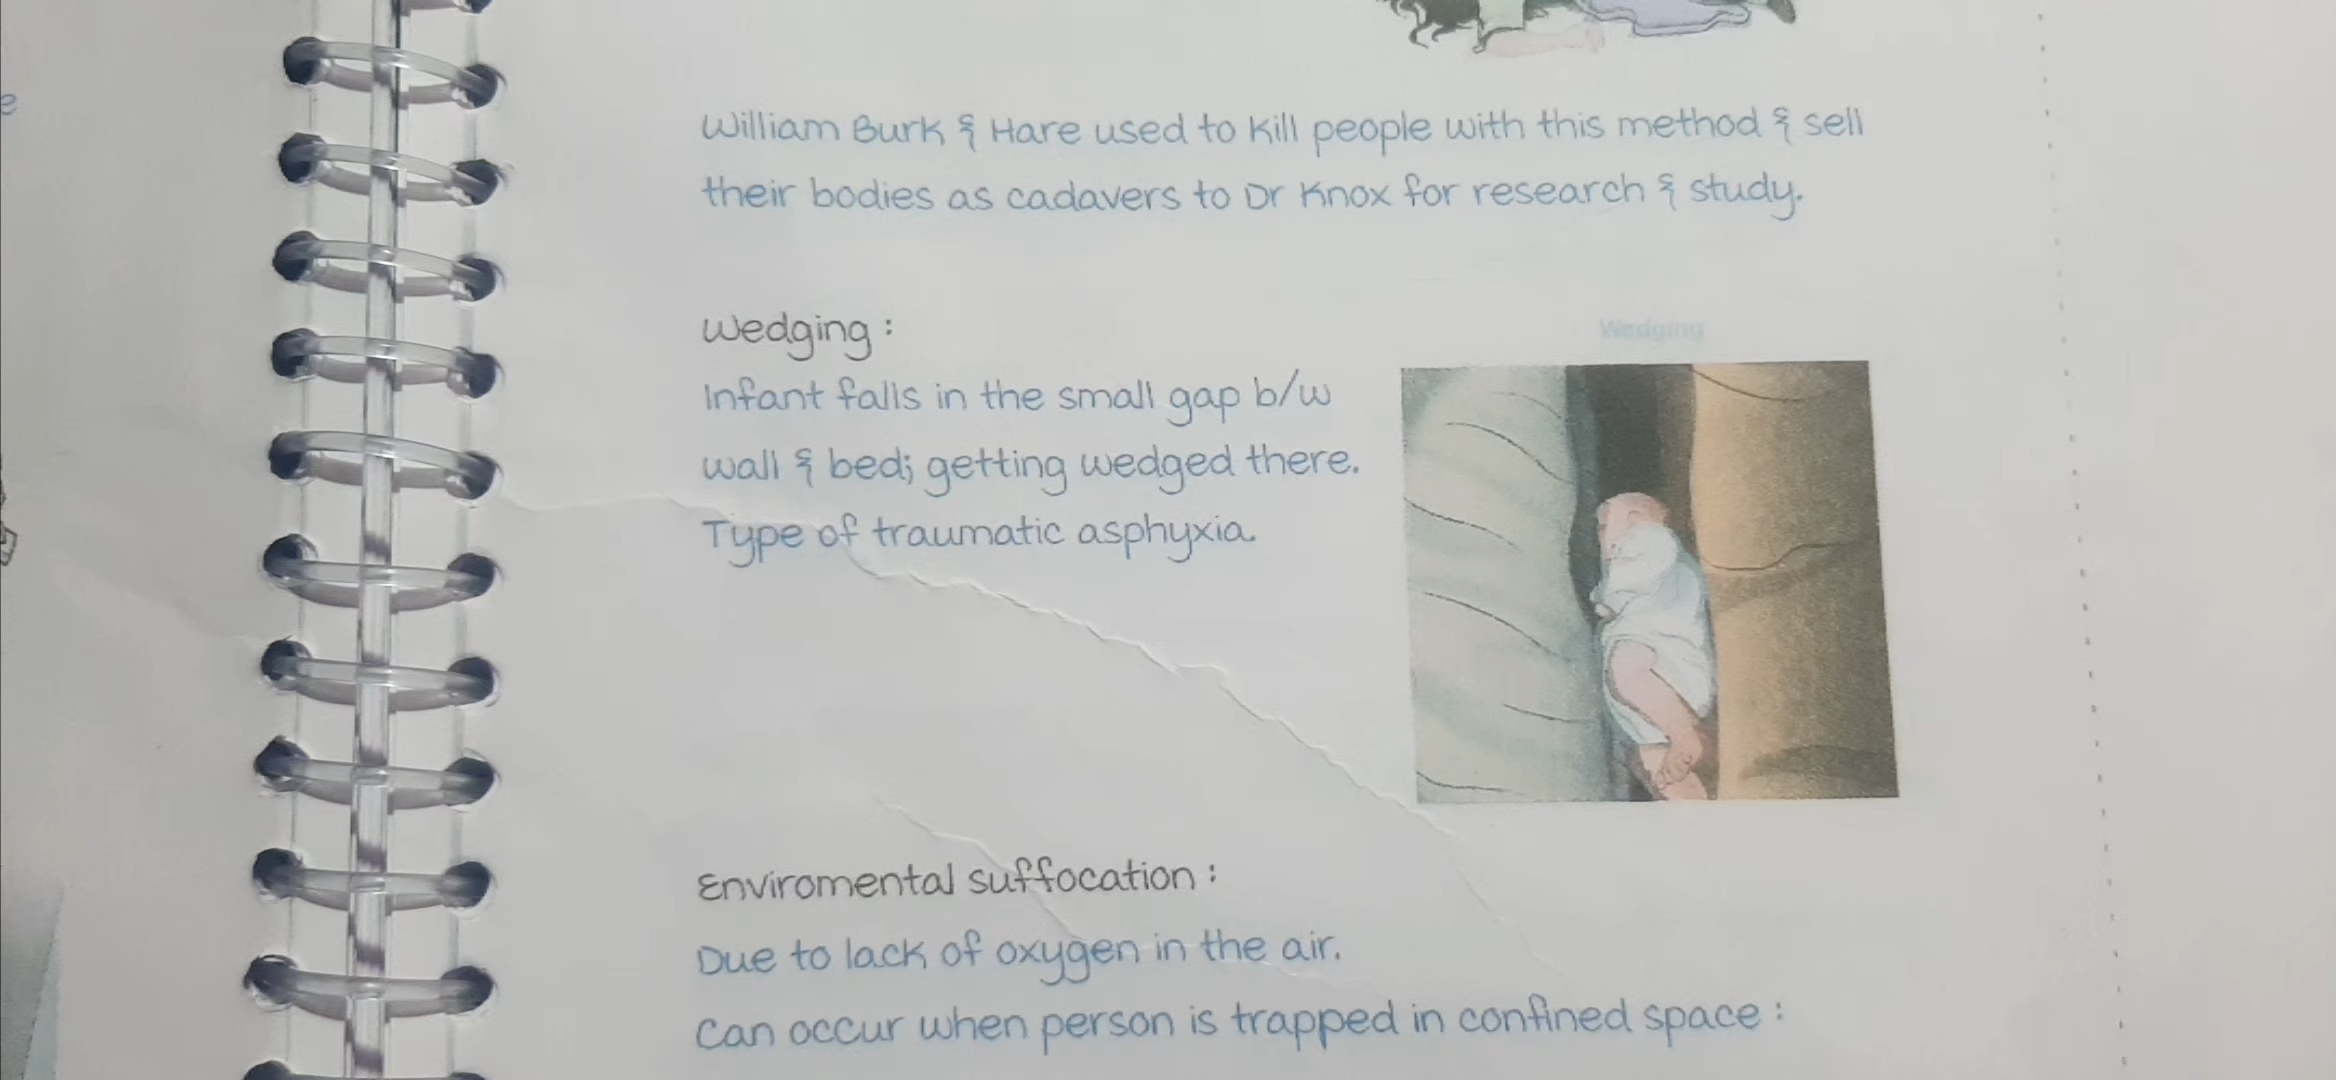 e
William Burk & Hare used to kill people with this method & sell
their bodies as cadavers to Dr Knox for research & study.
Wedging :
Wedging
Infant falls in the small gap b/w
wall & bed; getting wedged there.
Type of traumatic asphyxia.
Enviromental suffocation :
Due to lack of oxygen in the air.
Can occur when person is trapped in confined space :